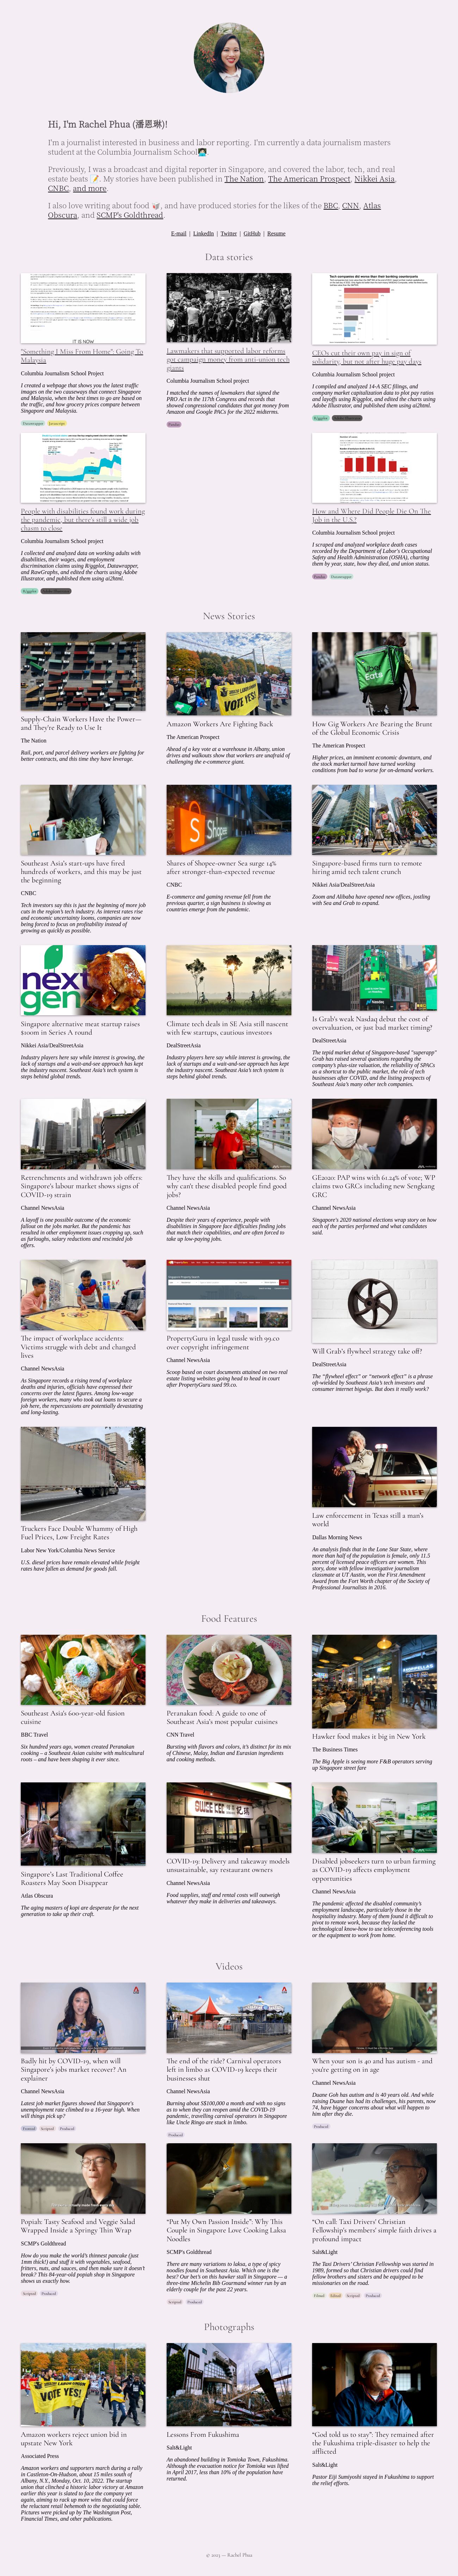 Hi, I'm Rachel Phua (潘恩琳)!
I'm a journalist interested in business and labor reporting. I'm currently a data journalism masters
student at the Columbia Journalism School👩🏻‍💻
Previously, I was a broadcast and digital reporter in Singapore, and covered the labor, tech, and real
estate beats 📝. My stories have been published in The Nation, The American Prospect, Nikkei Asia,
CNBC, and more.
I also love writing about food 🥡, and have produced stories for the likes of the BBC, CNN, Atlas
Obscura, and SCMP's Goldthread.
E-mail | LinkedIn | Twitter | GitHub | Resume
Data stories
IT IS NOW
"Something I Miss From Home": Going To
Malaysia
Columbia Journalism School Project
I created a webpage that shows you the latest traffic
images on the two causeways that connect Singapore
and Malaysia, when the best times to go are based on
the traffic, and how grocery prices compare between
Singapore and Malaysia.
Datawrapper Javascript
Lawmakers that supported labor reforms
got campaign money from anti-union tech
giants
Columbia Journalism School project
I matched the names of lawmakers that signed the
PRO Act in the 117th Congress and records that
showed congressional candidates who got money from
Amazon and Google PACs for the 2022 midterms.
Pandas
Tech companies did worse than their banking counterparts
CEOs cut their own pay in sign of
solidarity, but not after huge pay days
Columbia Journalism School project
I compiled and analyzed 14-A SEC filings, and
company market capitalization data to plot pay ratios
and layoffs using R/ggplot, and edited them using
Adobe Illustrator, and published them using ai2html.
R/ggplot Adobe Illustrator
People with disabilities found work during
the pandemic, but there's still a wide job
chasm to close
Columbia Journalism School project
I collected and analyzed data on working adults with
disabilities, their wages, and employment
discrimination claims using R/ggplot, Datawrapper,
and RawGraphs, and edited the charts using Adobe
Illustrator, and published them using ai2html.
R/ggplot Adobe Illustrator
How and Where Did People Die On The
Job in the U.S.?
Columbia Journalism School project
I scraped and analyzed workplace death cases
recorded by the Department of Labor's Occupational
Safety and Health Administration (OSHA), charting
them by year, state, how they died, and union status.
Pandas Datawrapper
News Stories
Supply-Chain Workers Have the Power—
and They're Ready to Use It
The Nation
Rail, port, and parcel delivery workers are fighting for
better contracts, and this time they have leverage.
VOTE YES!
Amazon Workers Are Fighting Back
The American Prospect
Ahead of a key vote at a warehouse in Albany, union
drives and walkouts show that workers are unafraid of
challenging the e-commerce giant.
Uber
Eats
How Gig Workers Are Bearing the Brunt
of the Global Economic Crisis
The American Prospect
Higher prices, an imminent economic downturn, and
the stock market turmoil have turned working
conditions from bad to worse for on-demand workers.
Southeast Asia's start-ups have fired
hundreds of workers, and this may be just
the beginning
CNBC
Tech investors say this is just the beginning of more job
cuts in the region's tech industry. As interest rates rise
and economic uncertainty looms, companies are now
being forced to focus on profitability instead of
growing as quickly as possible.
Shopee
Shares of Shopee-owner Sea surge 14%
after stronger-than-expected revenue
CNBC
E-commerce and gaming revenue fell from the
previous quarter, a sign business is slowing as
countries emerge from the pandemic.
Singapore-based firms turn to remote
hiring amid tech talent crunch
Nikkei Asia/DealStreetAsia
Zoom and Alibaba have opened new offices, jostling
with Sea and Grab to expand.
next
gen
Singapore alternative meat startup raises
$100m in Series A round
Nikkei Asia/DealStreetAsia
Industry players here say while interest is growing, the
lack of startups and a wait-and-see approach has kept
the industry nascent. Southeast Asia's tech system is
steps behind global trends.
Climate tech deals in SE Asia still nascent
with few startups, cautious investors
DealStreetAsia
Industry players here say while interest is growing, the
lack of startups and a wait-and-see approach has kept
the industry nascent. Southeast Asia's tech system is
steps behind global trends.
Nasdaq
Is Grab's weak Nasdaq debut the cost of
overvaluation, or just bad market timing?
DealStreetAsia
The tepid market debut of Singapore-based "superapp"
Grab has raised several questions regarding the
company's plus-size valuation, the reliability of SPACs
as a shortcut to the public market, the role of tech
businesses after COVID, and the listing prospects of
Southeast Asia's many other tech companies.
Retrenchments and withdrawn job offers:
Singapore's labour market shows signs of
COVID-19 strain
Channel NewsAsia
A layoff is one possible outcome of the economic
fallout on the jobs market. But the pandemic has
resulted in other employment issues cropping up, such
as furloughs, salary reductions and rescinded job
offers.
They have the skills and qualifications. So
why can't these disabled people find good
jobs?
Channel NewsAsia
Despite their years of experience, people with
disabilities in Singapore face difficulties finding jobs
that match their capabilities, and are often forced to
take up low-paying jobs.
GE2020: PAP wins with 61.24% of vote; WP
claims two GRCs including new Sengkang
GRC
Channel NewsAsia
Singapore's 2020 national elections wrap story on how
each of the parties performed and what candidates
said.
The impact of workplace accidents:
Victims struggle with debt and changed
lives
Channel NewsAsia
As Singapore records a rising trend of workplace
deaths and injuries, officials have expressed their
concerns over the latest figures. Among low-wage
foreign workers, many who took out loans to secure a
job here, the repercussions are potentially devastating
and long-lasting.
PropertyGuru in legal tussle with 99.co
over copyright infringement
Channel NewsAsia
Scoop based on court documents attained on two real
estate listing websites going head to head in court
after PropertyGuru sued 99.co.
Will Grab's flywheel strategy take off?
DealStreetAsia
The "flywheel effect" or "network effect" is a phrase
oft-wielded by Southeast Asia's tech investors and
consumer internet bigwigs. But does it really work?
Truckers Face Double Whammy of High
Fuel Prices, Low Freight Rates
Labor New York/Columbia News Service
U.S. diesel prices have remain elevated while freight
rates have fallen as demand for goods fall.
SHERIFF
Law enforcement in Texas still a man's
world
Dallas Morning News
An analysis finds that in the Lone Star State, where
more than half of the population is female, only 11.5
percent of licensed peace officers are women. This
story, done with fellow investigative journalism
classmate at UT Austin, won the First Amendment
Award from the Fort Worth chapter of the Society of
Professional Journalists in 2016.
Food Features
Southeast Asia's 600-year-old fusion
cuisine
BBC Travel
Six hundred years ago, women created Peranakan
cooking – a Southeast Asian cuisine with multicultural
roots – and have been shaping it ever since.
Peranakan food: A guide to one of
Southeast Asia's most popular cuisines
CNN Travel
Bursting with flavors and colors, it's distinct for its mix
of Chinese, Malay, Indian and Eurasian ingredients
and cooking methods.
Hawker food makes it big in New York
The Business Times
The Big Apple is seeing more F&B operators serving
up Singapore street fare
Singapore's Last Traditional Coffee
Roasters May Soon Disappear
Atlas Obscura
The aging masters of kopi are desperate for the next
generation to take up their craft.
GWEE KEE
COVID-19: Delivery and takeaway models
unsustainable, say restaurant owners
Channel NewsAsia
Food supplies, staff and rental costs will outweigh
whatever they make in deliveries and takeaways.
Disabled jobseekers turn to urban farming
as COVID-19 affects employment
opportunities
Channel NewsAsia
The pandemic affected the disabled community's
employment landscape, particularly those in the
hospitality industry. Many of them found it difficult to
pivot to remote work, because they lacked the
technological know-how to use teleconferencing tools
or the equipment to work from home.
Videos
Badly hit by COVID-19, when will
Singapore's jobs market recover? An
explainer
Channel NewsAsia
Latest job market figures showed that Singapore's
unemployment rate climbed to a 16-year high. When
will things pick up?
Scripted Produced
The end of the ride? Carnival operators
left in limbo as COVID-19 keeps their
businesses shut
Channel NewsAsia
Burning about S$100,000 a month and with no signs
as to when they can reopen amid the COVID-19
pandemic, travelling carnival operators in Singapore
like Uncle Ringo are stuck in limbo.
Produced
When your son is 40 and has autism - and
you're getting on in age
Channel NewsAsia
Duane Goh has autism and is 40 years old. And while
raising Duane has had its challenges, his parents, now
74, have bigger concerns about what will happen to
him after they die.
Produced
Popiah: Tasty Seafood and Veggie Salad
Wrapped Inside a Springy Thin Wrap
SCMP's Goldthread
How do you make the world's thinnest pancake (just
1mm thick!) and stuff it with vegetables, seafood,
fritters, nuts, and sauces, and then make sure it doesn't
break? This 84-year-old popiah shop in Singapore
shows us exactly how.
Scripted Produced
"Put My Own Passion Inside": Why This
Couple in Singapore Love Cooking Laksa
Noodles
SCMP's Goldthread
There are many variations to laksa, a type of spicy
noodles found in Southeast Asia. Which one is the
best? Our bet's on this hawker stall in Singapore — a
three-time Michelin Bib Gourmand winner run by an
elderly couple for the past 22 years.
Scripted Produced
"On call: Taxi Drivers' Christian
Fellowship's members' simple faith drives a
profound impact
Salt&Light
The Taxi Drivers' Christian Fellowship was started in
1989, formed so that Christian drivers could find
fellow brothers and sisters and be equipped to be
missionaries on the road.
Filmed Edited Scripted Produced
Photographs
VOTE YES!
Amazon workers reject union bid in
upstate New York
Associated Press
Amazon workers and supporters march during a rally
in Castleton-On-Hudson, about 15 miles south of
Albany, N.Y., Monday, Oct. 10, 2022. The startup
union that clinched a historic labor victory at Amazon
earlier this year is slated to face the company yet
again, aiming to rack up more wins that could force
the reluctant retail behemoth to the negotiating table.
Pictures were picked up by The Washington Post,
Financial Times, and other publications.
Lessons From Fukushima
Salt&Light
An abandoned building in Tomioka Town, Fukushima.
Although the evacuation notice for Tomioka was lifted
in April 2017, less than 10% of the population have
returned.
"God told us to stay": They remained after
the Fukushima triple-disaster to help the
afflicted
Salt&Light
Pastor Eiji Sumiyoshi stayed in Fukushima to support
the relief efforts.
© 2023 — Rachel Phua